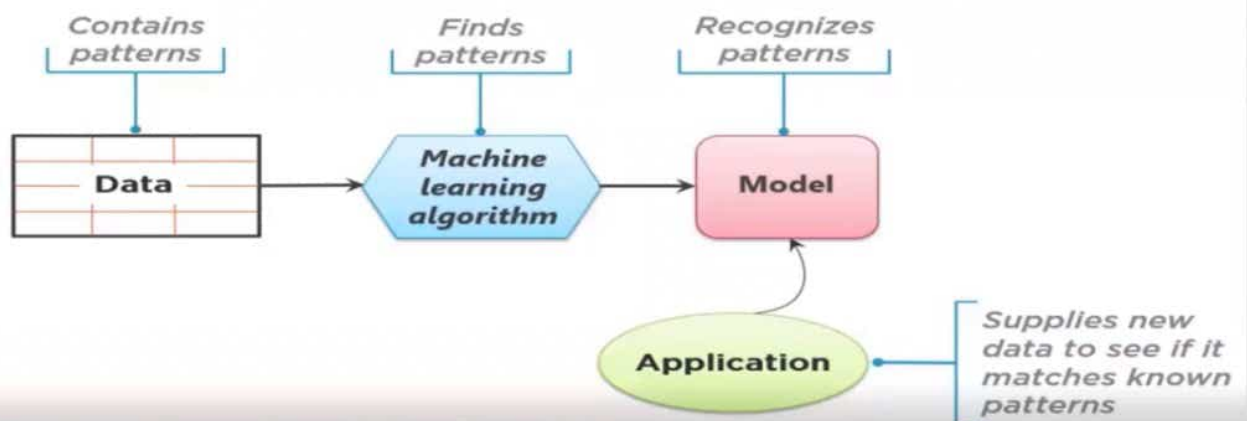 Contains
patterns
Finds
patterns
Recognizes
patterns
Data
Machine
learning
algorithm
Model
Application
Supplies new
data to see if it
matches known
patterns